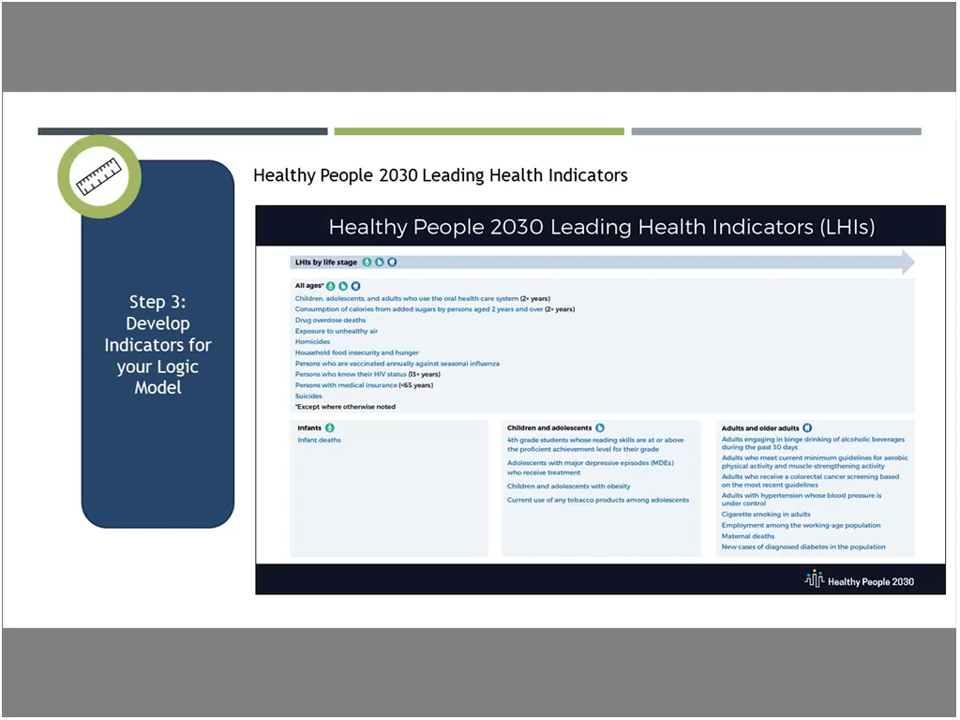 Healthy People 2030 Leading Health Indicators
Step 3:
Develop
Indicators for
your Logic
Model
Healthy People 2030 Leading Health Indicators (LHIs)
LHIs by life stage
All ages*
Children, adolescents, and adults who use the oral health care system (2+ years)
Consumption of calories from added sugars by persons aged 2 years and over (2+ years)
Drug overdose deaths
Exposure to unhealthy air
Homicides
Household food insecurity and hunger
Persons who are vaccinated annually against seasonal influenza
Persons who know their HIV status (13+ years)
Persons with medical insurance (<65 years)
Suicides
*Except where otherwise noted
Infants
Infant deaths
Children and adolescents
4th grade students whose reading skills are at or above
the proficient achievement level for their grade
Adolescents with major depressive episodes (MDEs)
who receive treatment
Children and adolescents with obesity
Current use of any tobacco products among adolescents
Adults and older adults
Adults engaging in binge drinking of alcoholic beverages
during the past 30 days
Adults who meet current minimum guidelines for aerobic
physical activity and muscle-strengthening activity
Adults who receive a colorectal cancer screening based
on the most recent guidelines
Adults with hypertension whose blood pressure is
under control
Cigarette smoking in adults
Employment among the working-age population
Maternal deaths
New cases of diagnosed diabetes in the population
Healthy People 2030